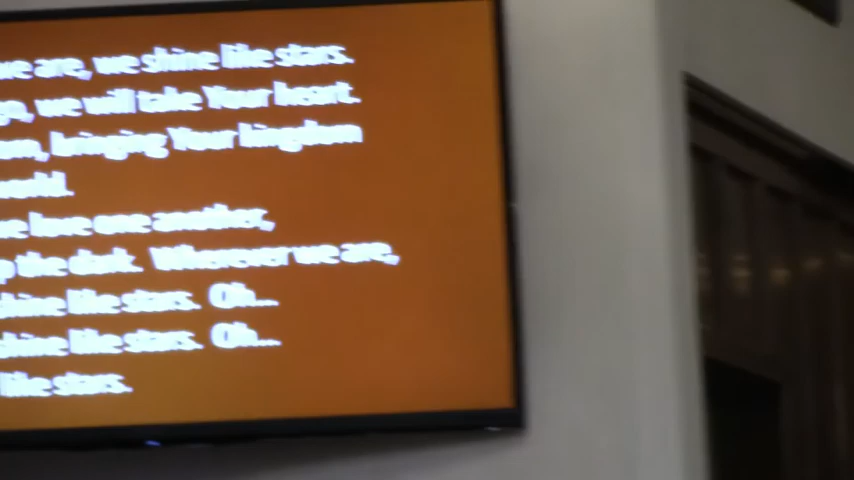 we are, we shine like stars.
we will take Your heart.
bringing Your kingdom
world.
we love one another,
the dark. Wherever we are,
shine like stars. Oh...
shine like stars. Oh...
like stars.